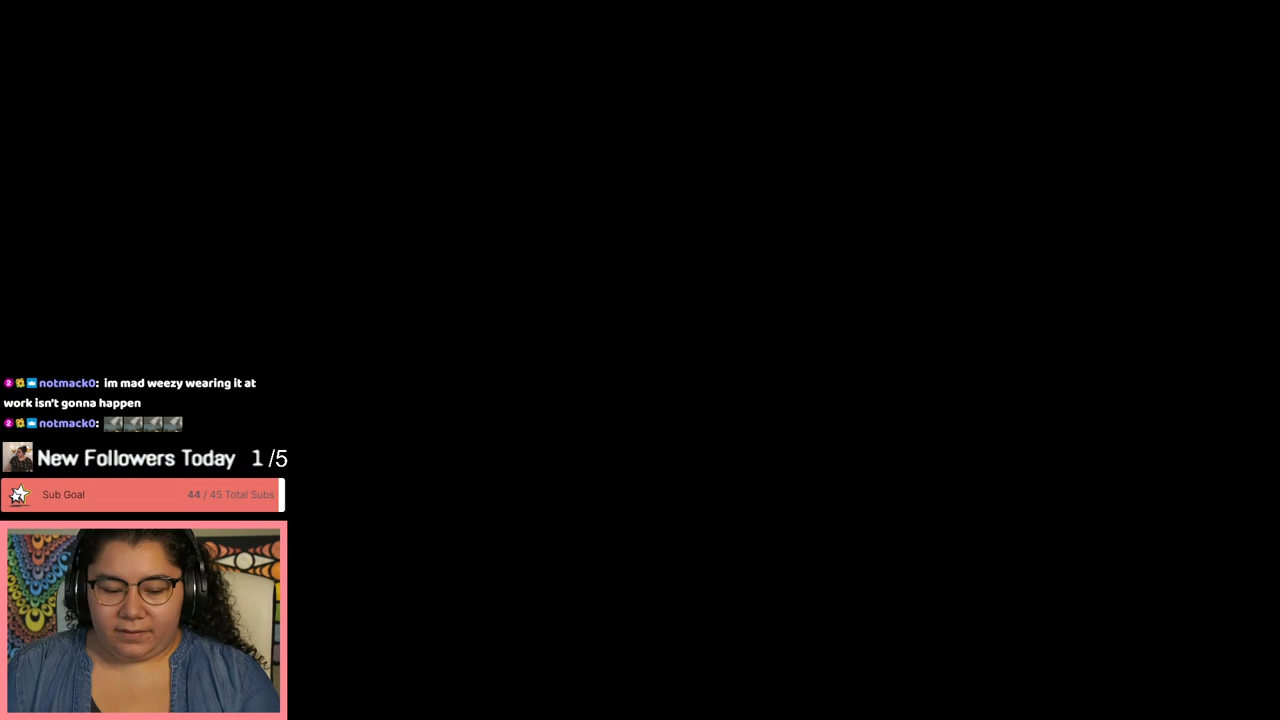 notmack0: im mad weezy wearing it at
work isn't gonna happen
notmack0:
New Followers Today 1 /5
Sub Goal 44 / 45 Total Subs